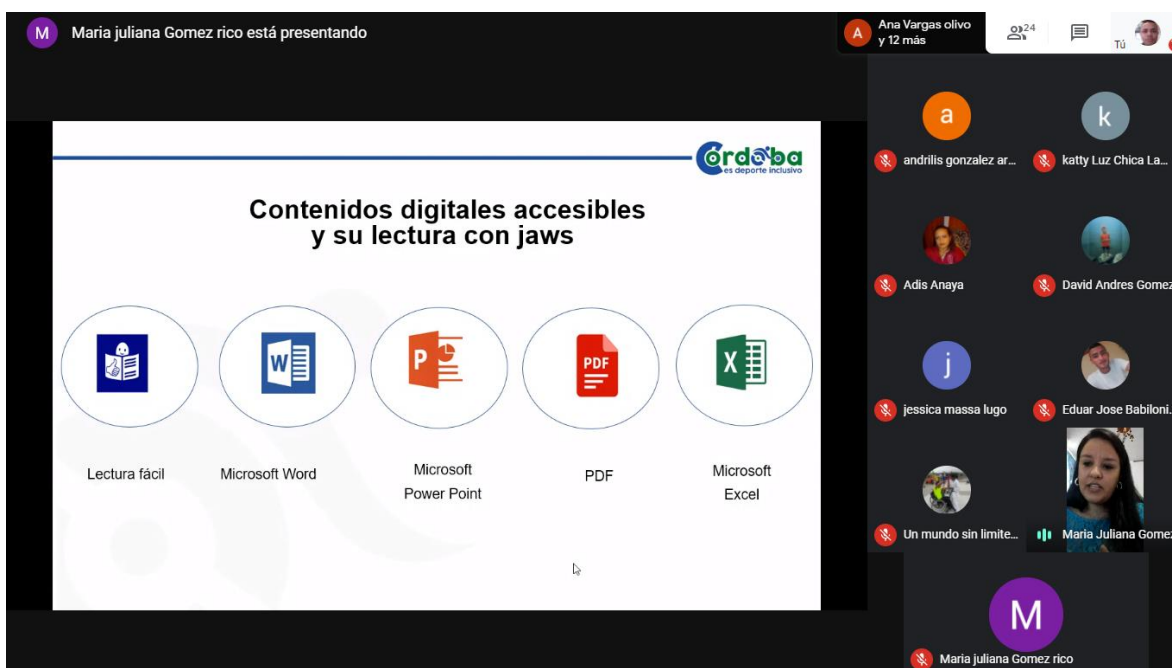 M Maria juliana Gomez rico está presentando
A Ana Vargas olivo
y 12 más
24
Tú
Córdoba
es deporte inclusivo
Contenidos digitales accesibles
y su lectura con jaws
W
P
PDF
X
Lectura fácil
Microsoft Word
Microsoft
Power Point
PDF
Microsoft
Excel
a
k
andrilis gonzalez ar...
katty Luz Chica La...
Adis Anaya
David Andres Gomez
j
jessica massa lugo
Eduar Jose Babiloni.
Un mundo sin limite...
Maria Juliana Gomez
M
Maria juliana Gomez rico